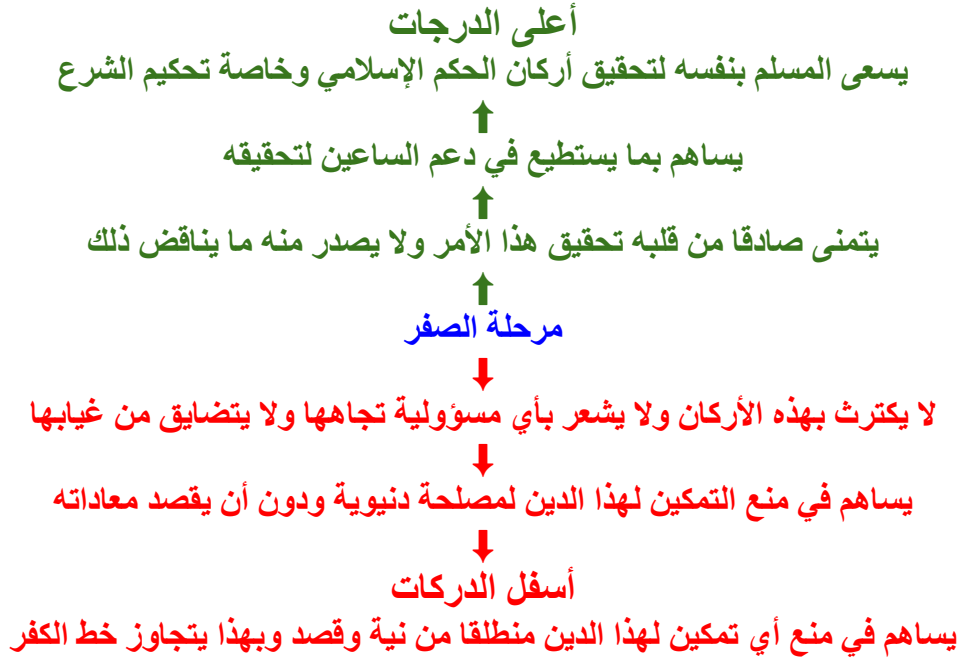 أعلى الدرجات
يسعى المسلم بنفسه لتحقيق أركان الحكم الإسلامي وخاصة تحكيم الشرع
يساهم بما يستطيع في دعم الساعين لتحقيقه
يتمنى صادقا من قلبه تحقيق هذا الأمر ولا يصدر منه ما يناقض ذلك
مرحلة الصفر
لا يكترث بهذه الأركان ولا يشعر بأي مسؤولية تجاهها ولا يتضايق من غيابها
يساهم في منع التمكين لهذا الدين لمصلحة دنيوية ودون أن يقصد معاداته
أسفل الدركات
يساهم في منع أي تمكين لهذا الدين منطلقا من نية وقصد وبهذا يتجاوز خط الكفر